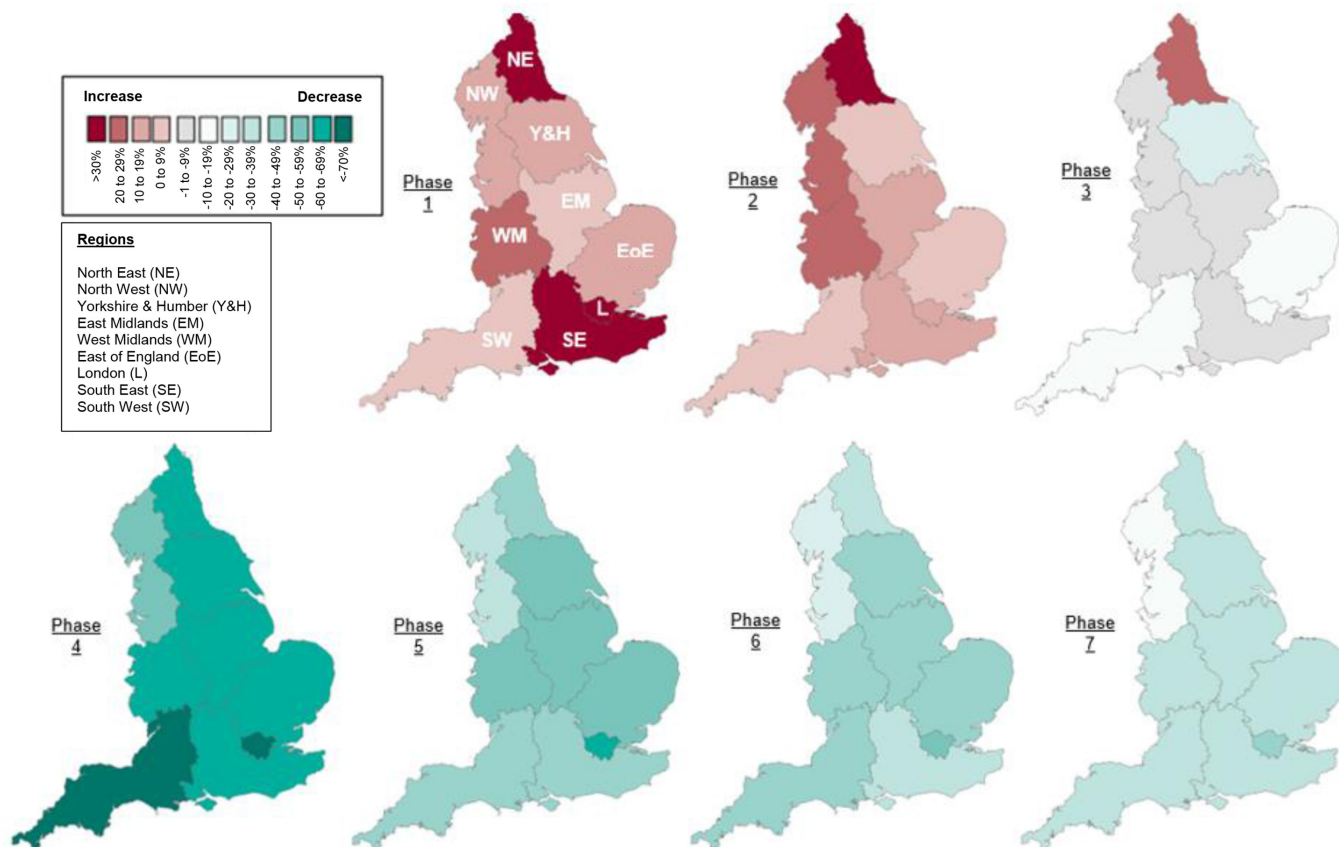 Increase Decrease
>30%
20 to 29%
10 to 19%
0 to 9%
-1 to -9%
-10 to -19%
-20 to -29%
-30 to -39%
-40 to -49%
-50 to -59%
-60 to -69%
<-70%
Regions
North East (NE)
North West (NW)
Yorkshire & Humber (Y&H)
East Midlands (EM)
West Midlands (WM)
East of England (EoE)
London (L)
South East (SE)
South West (SW)
Phase
1
NE
NW
Y&H
EM
WM
EoE
L
SW
SE
Phase
2
Phase
3
Phase
4
Phase
5
Phase
6
Phase
7